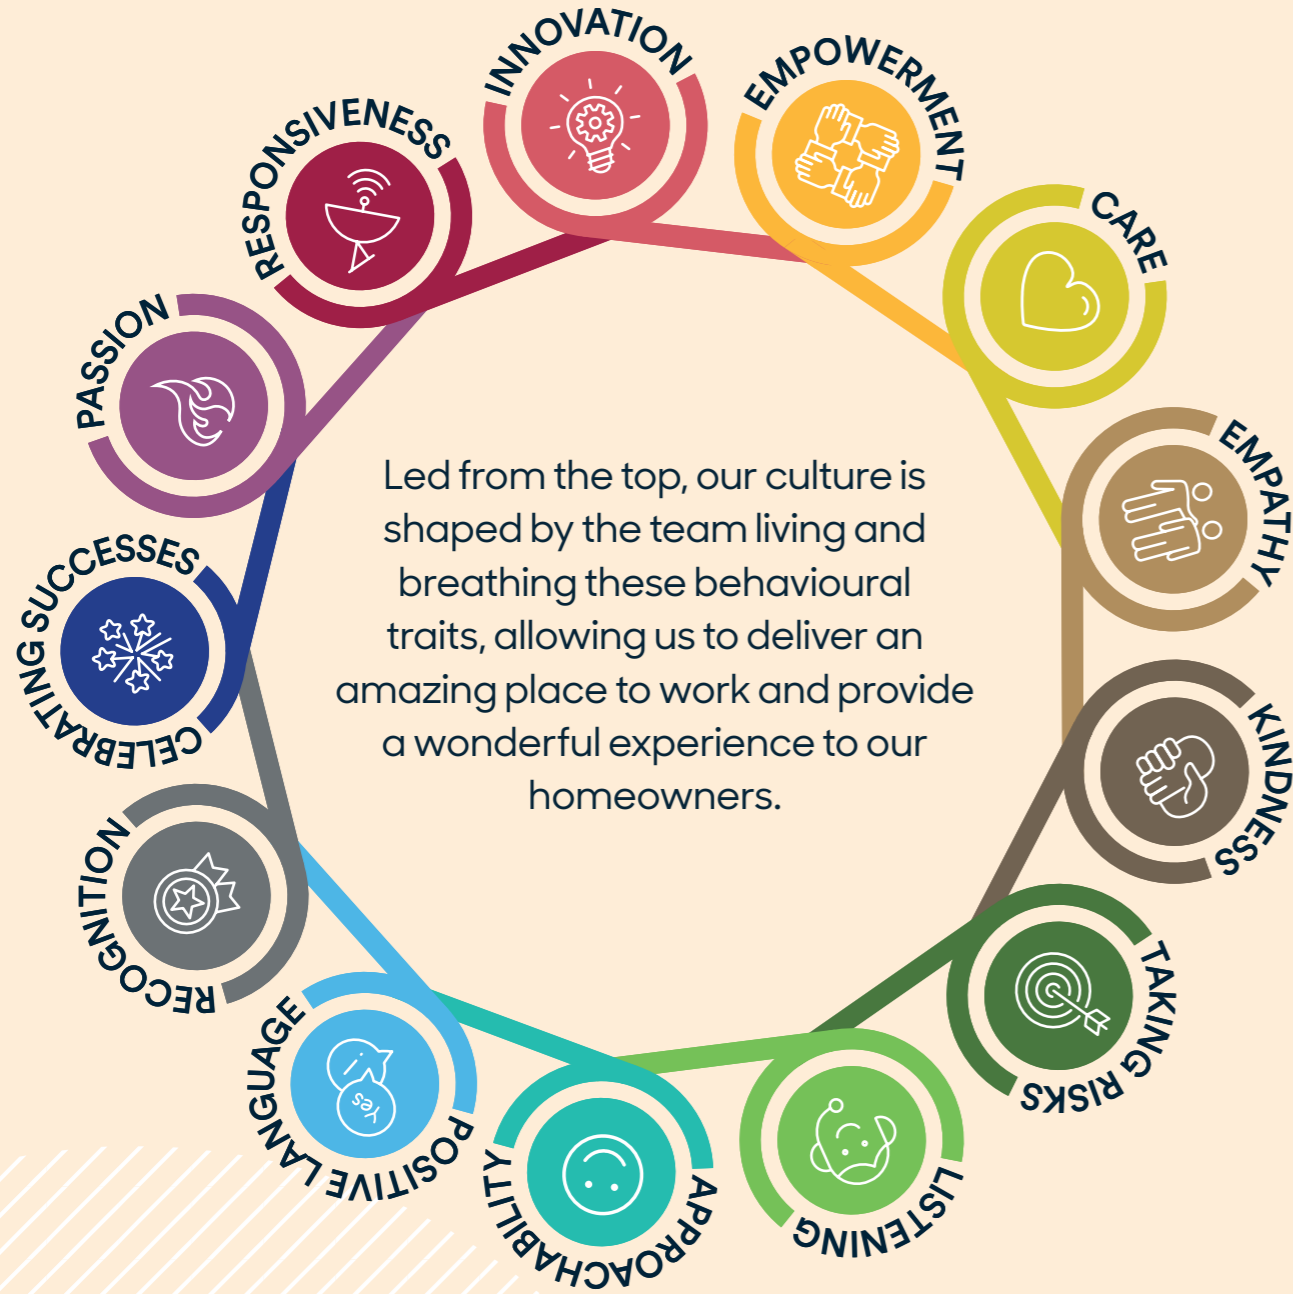 INNOVATION
EMPOWERMENT
CARE
EMPATHY
KINDNESS
TAKING RISKS
LISTENING
APPROACHABILITY
POSITIVE LANGUAGE
Yes
RECOGNITION
CELEBRATING SUCCESSES
PASSION
RESPONSIVENESS
Led from the top, our culture is
shaped by the team living and
breathing these behavioural
traits, allowing us to deliver an
amazing place to work and provide
a wonderful experience to our
homeowners.